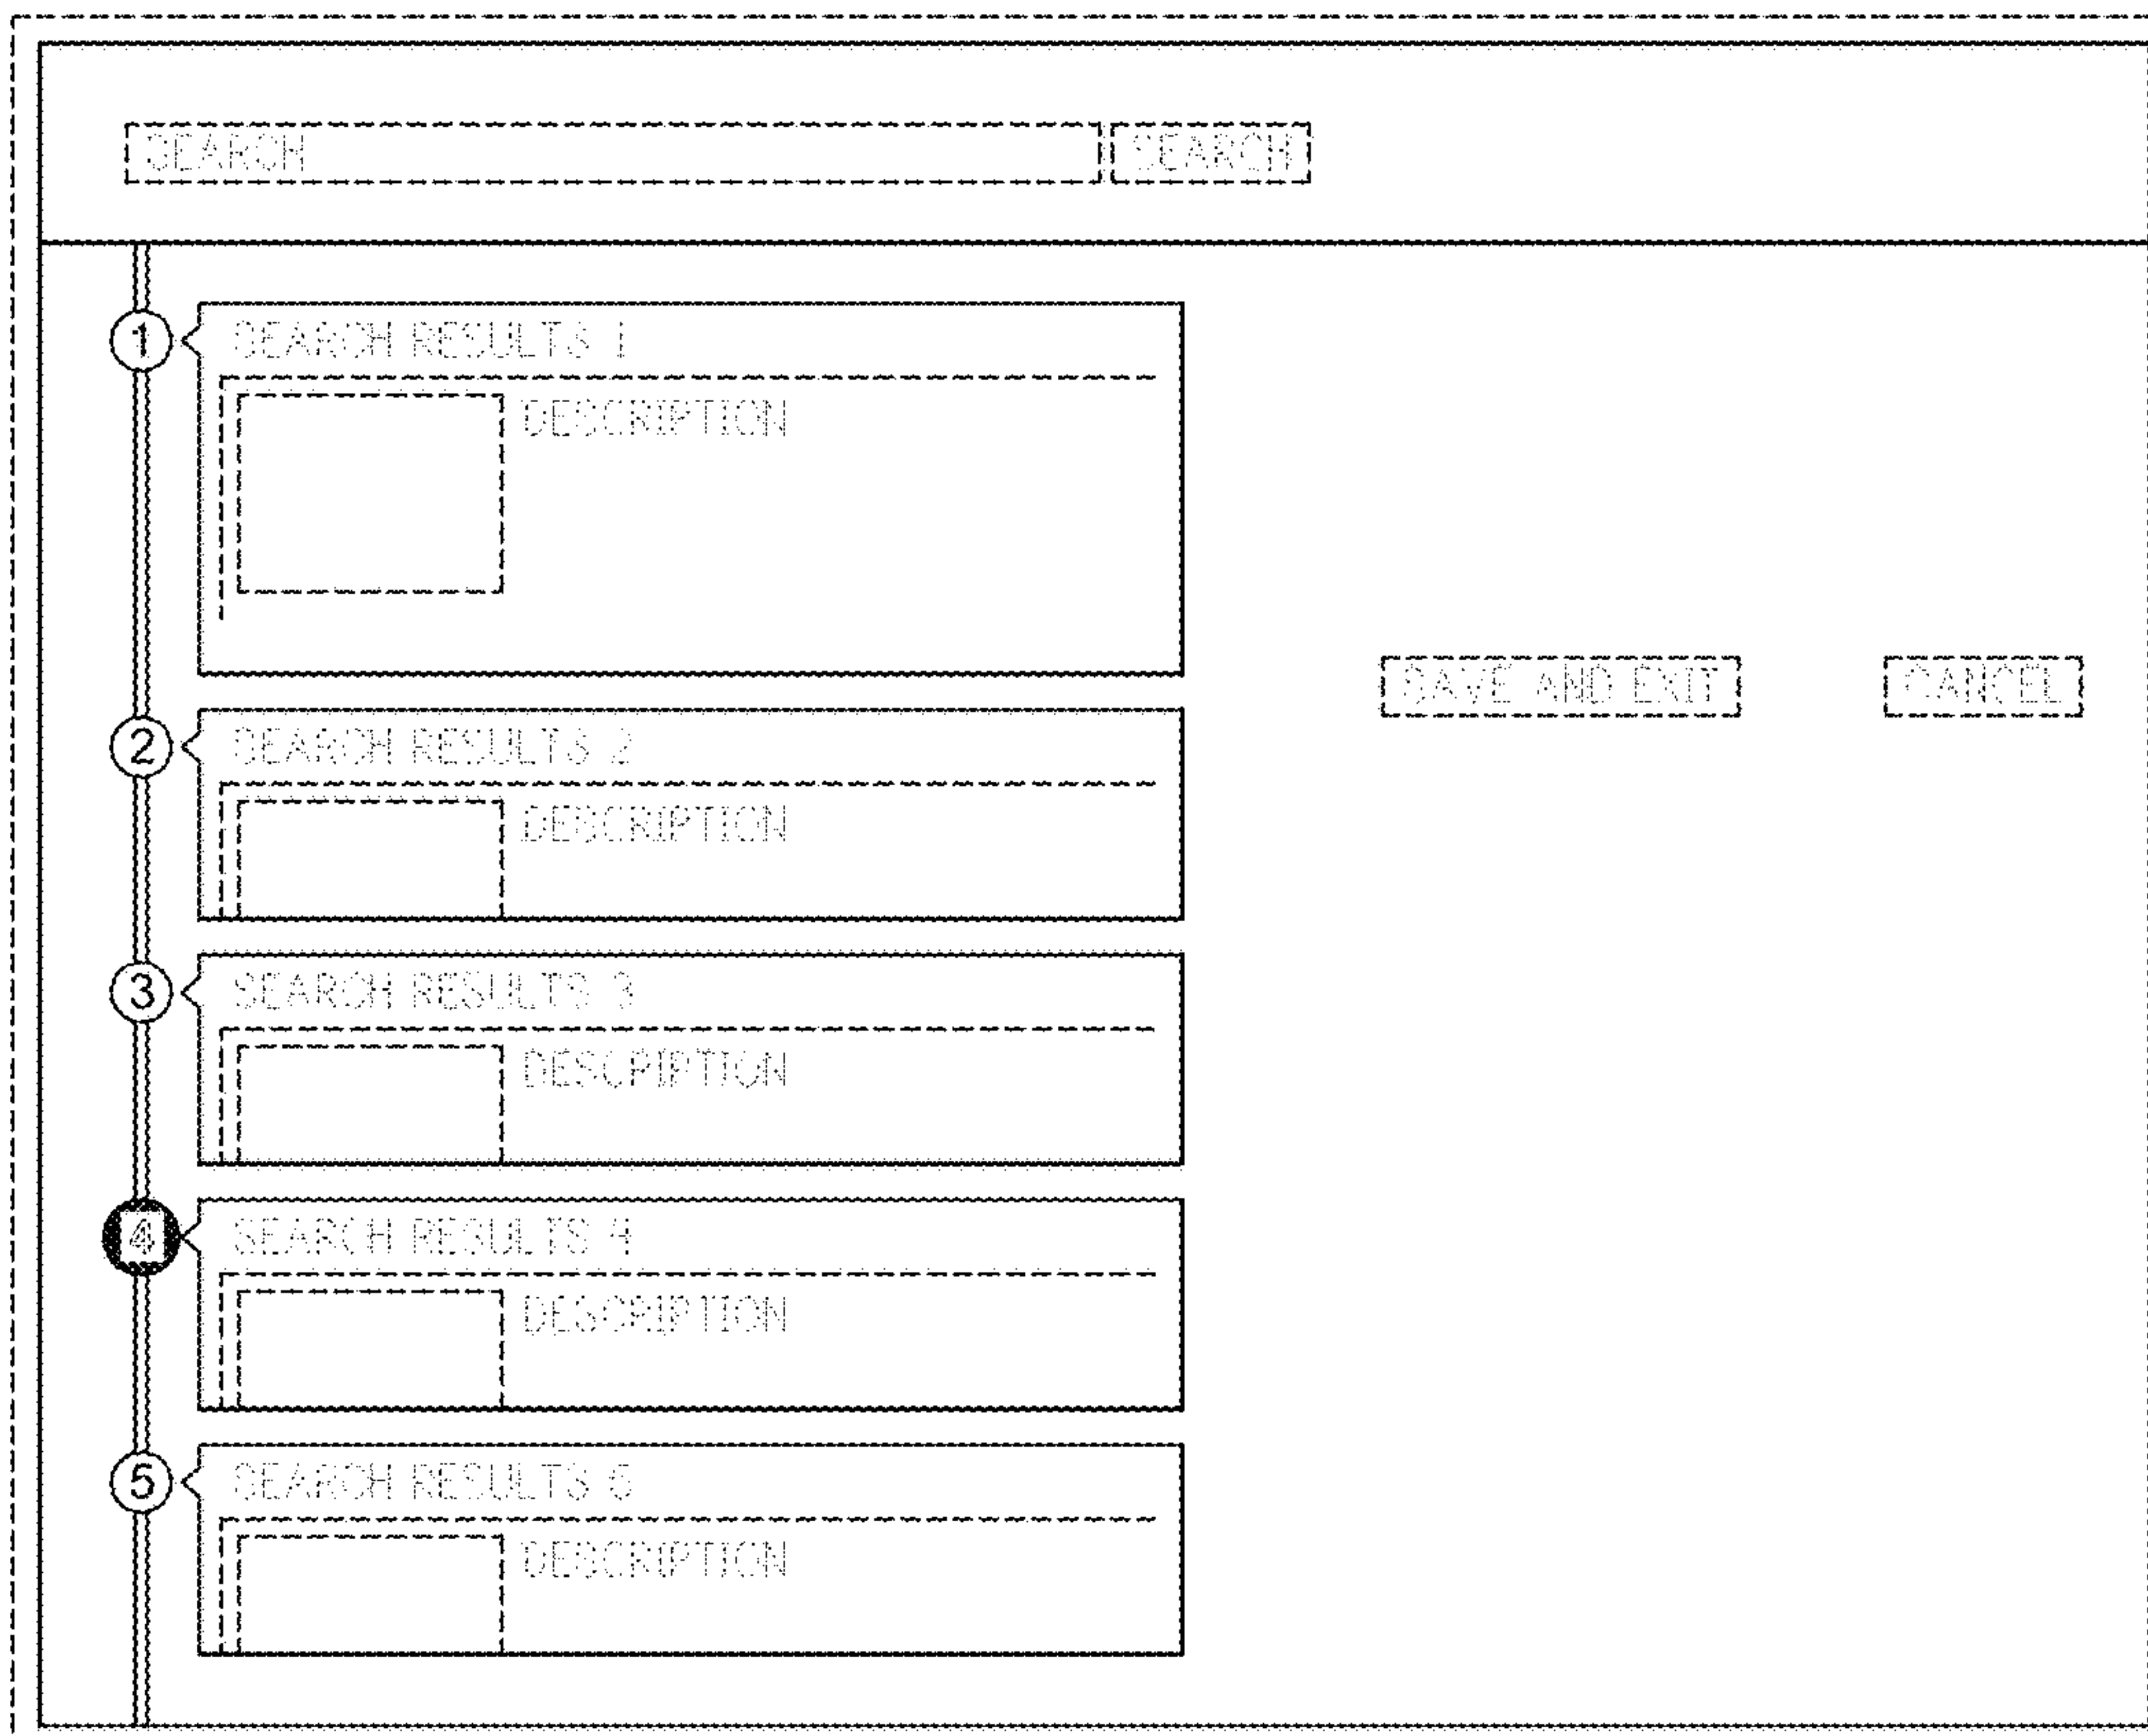 SEARCH SEARCH
1 SEARCH RESULTS 1
DESCRIPTION
SAVE AND EXIT CANCEL
2 SEARCH RESULTS 2
DESCRIPTION
3 SEARCH RESULTS 3
DESCRIPTION
4 SEARCH RESULTS 4
DESCRIPTION
5 SEARCH RESULTS 5
DESCRIPTION